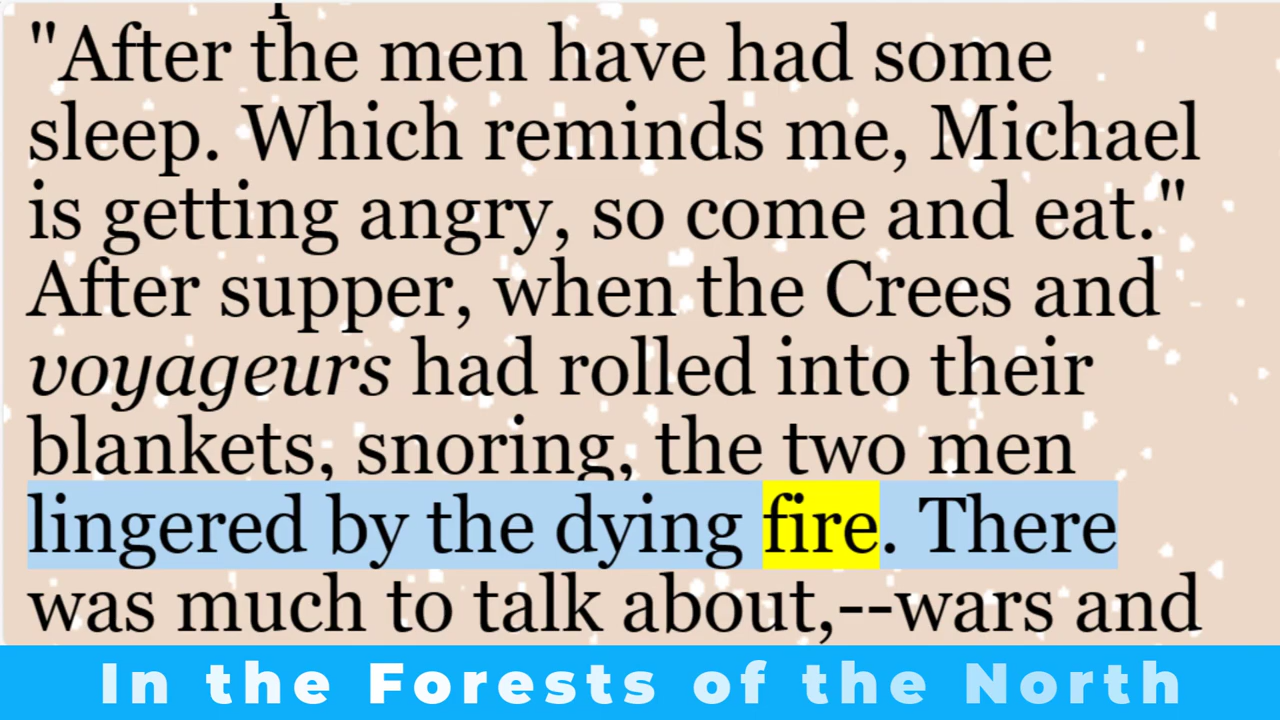 "After the men have had some
sleep. Which reminds me, Michael
is getting angry, so come and eat."
After supper, when the Crees and
voyageurs had rolled into their
blankets, snoring, the two men
lingered by the dying fire. There
was much to talk about,--wars and
In the Forests of the North